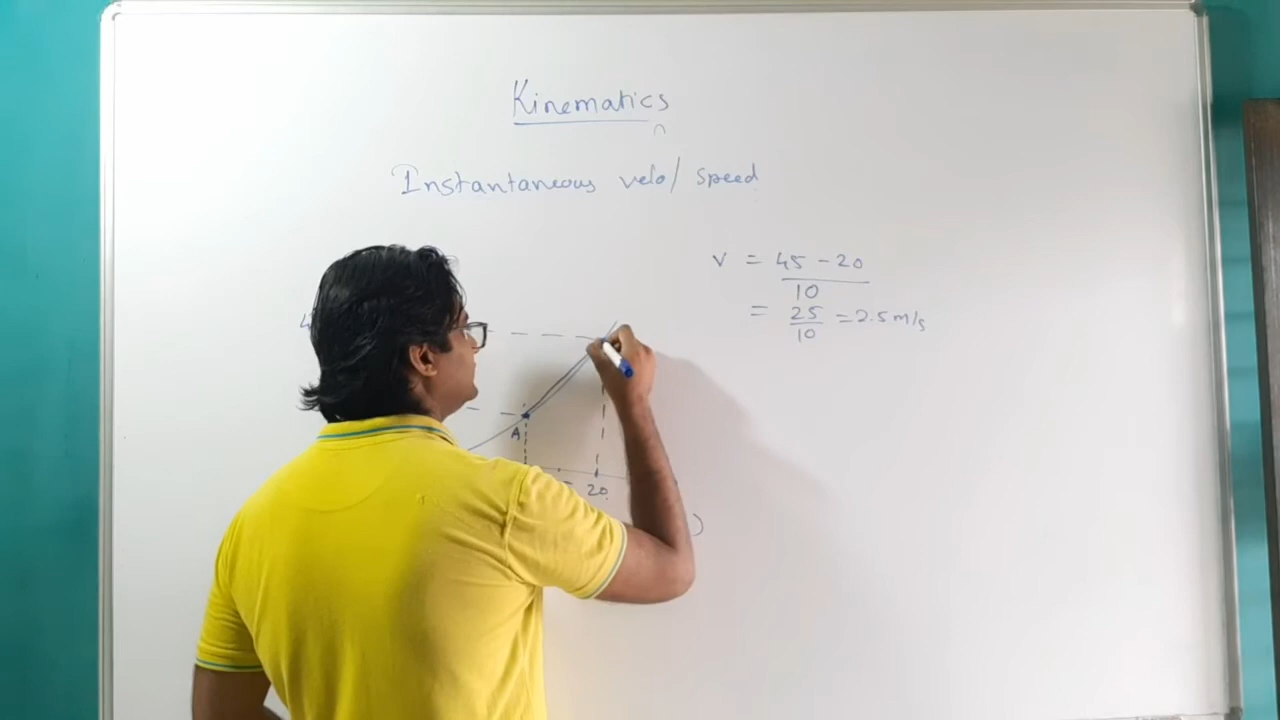 Kinematics
Instantaneous velo/ speed
V = 45 - 20
10
= 25 = 2.5 m/s
10
A
20
)